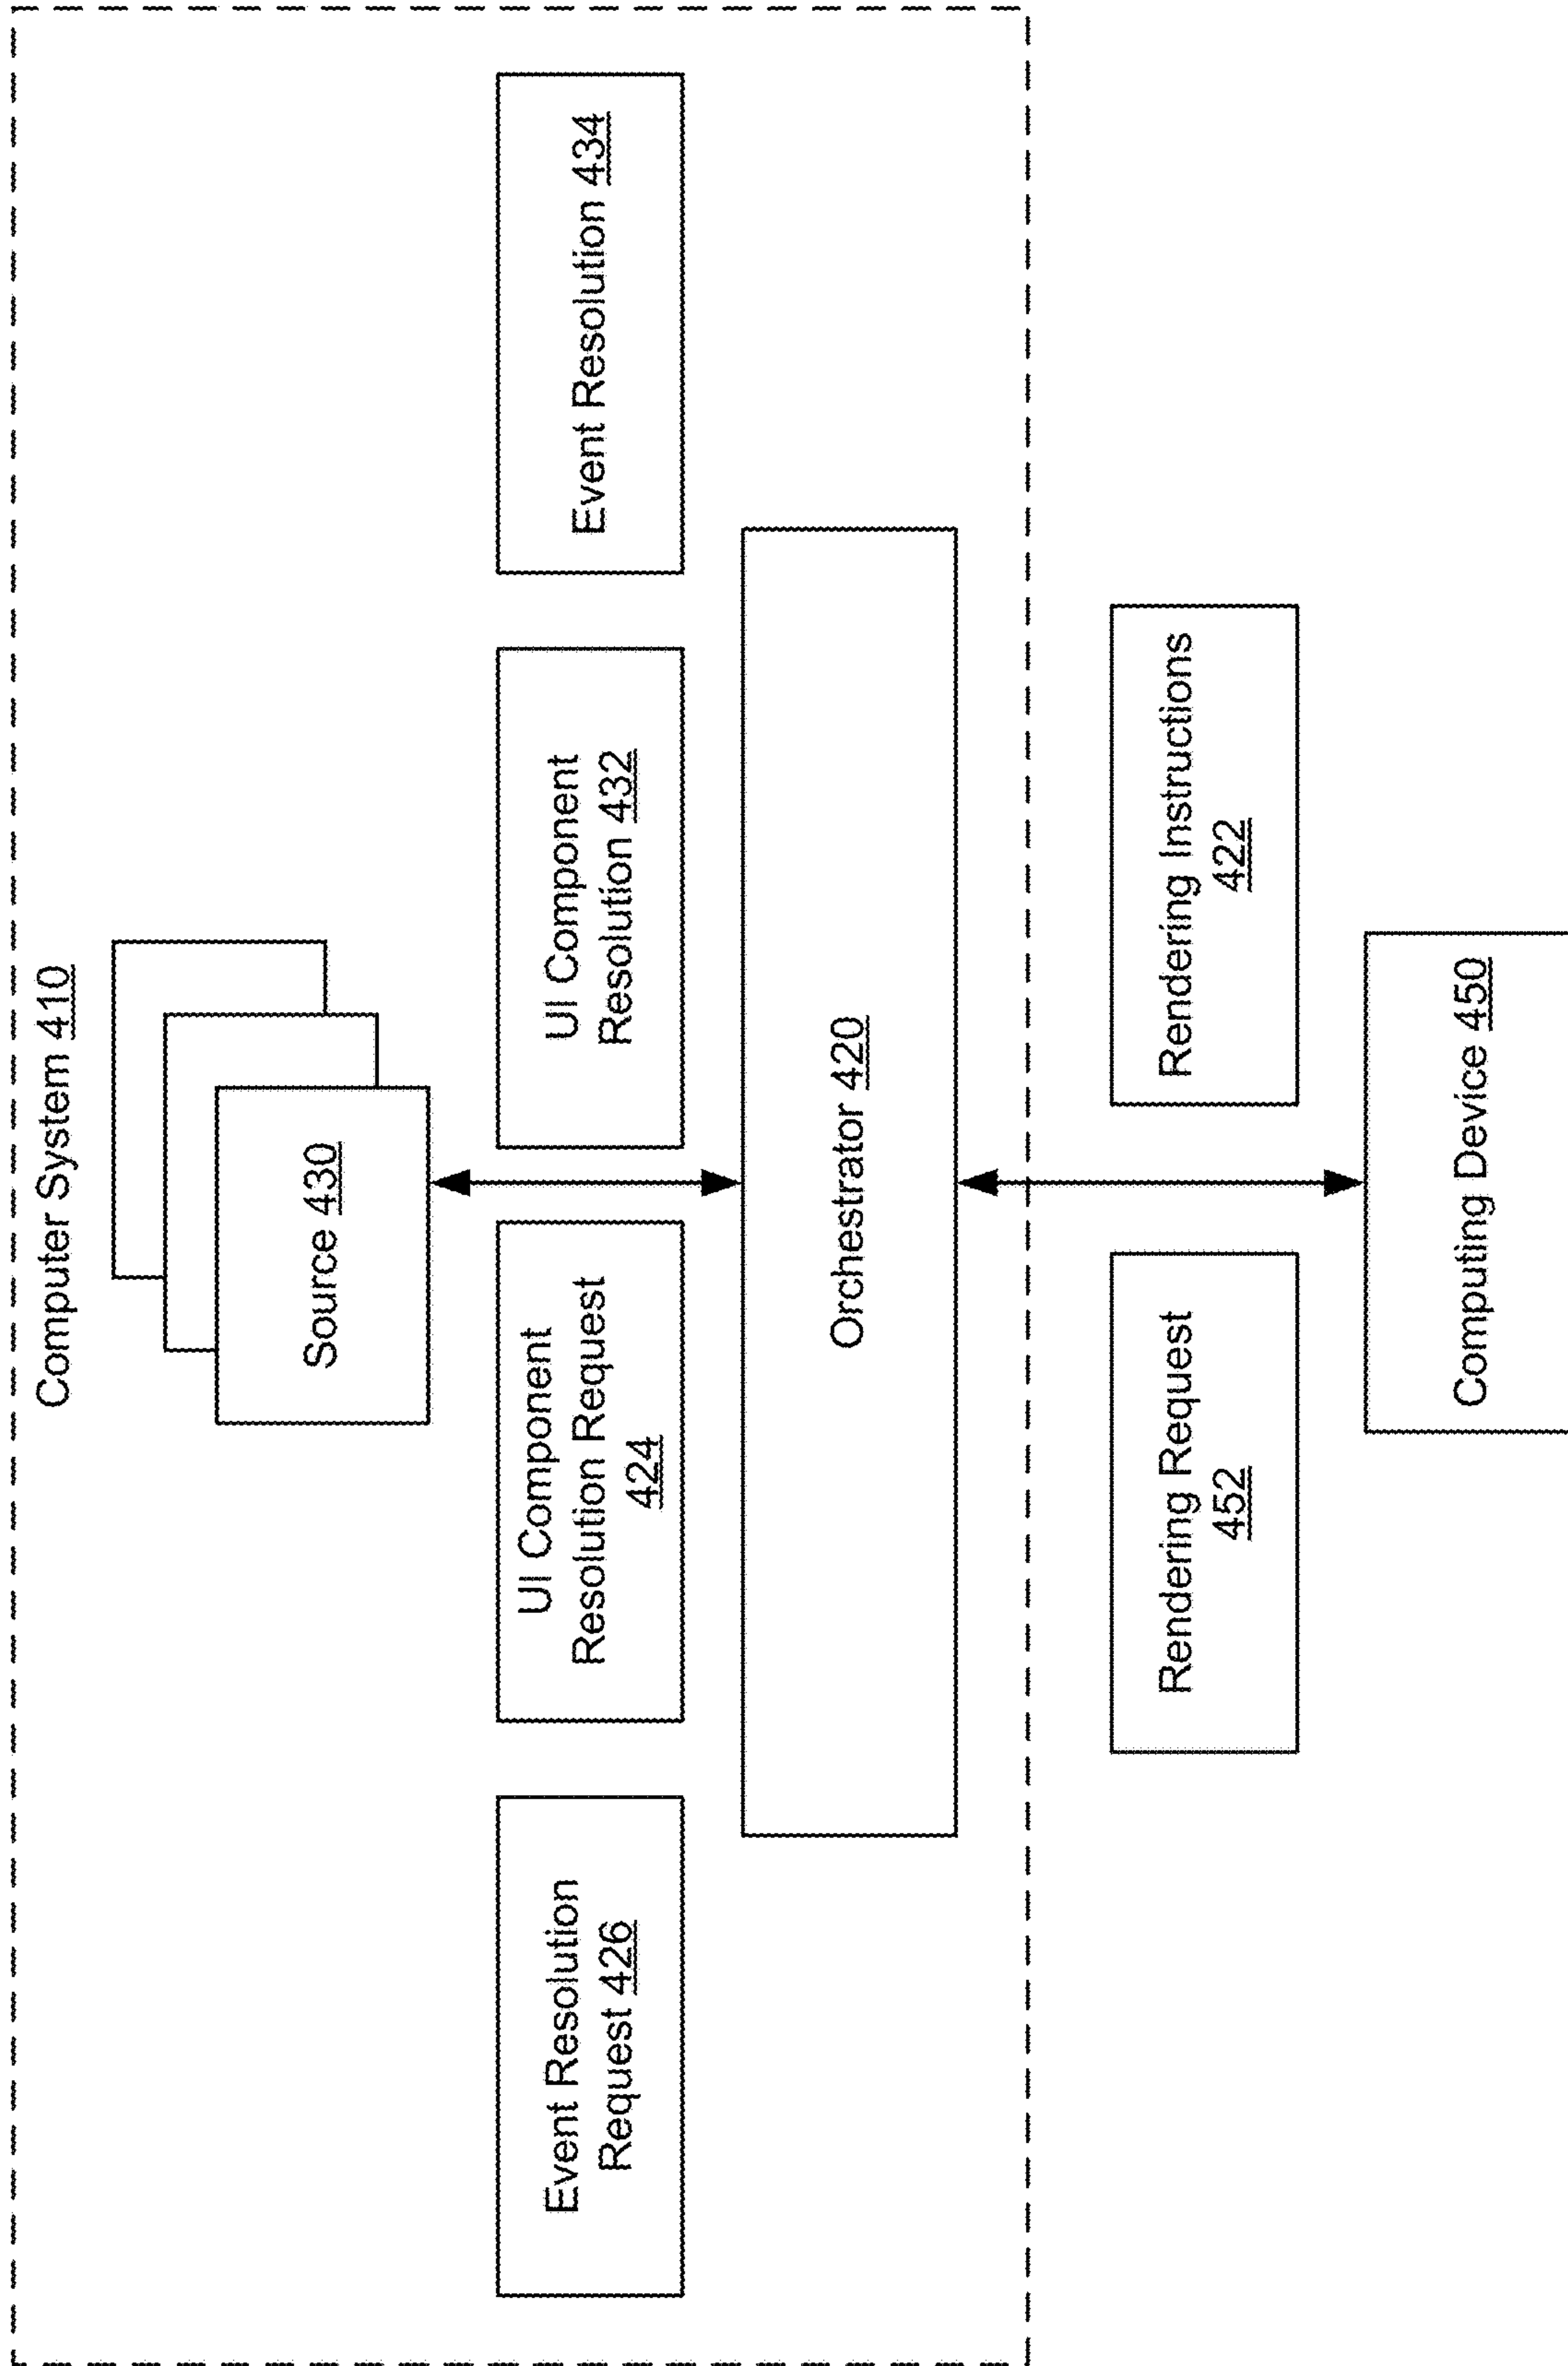 Computer System 410
Source 430
Event Resolution
Request 426
UI Component
Resolution Request
424
UI Component
Resolution 432
Event Resolution 434
Orchestrator 420
Rendering Request
452
Rendering Instructions
422
Computing Device 450